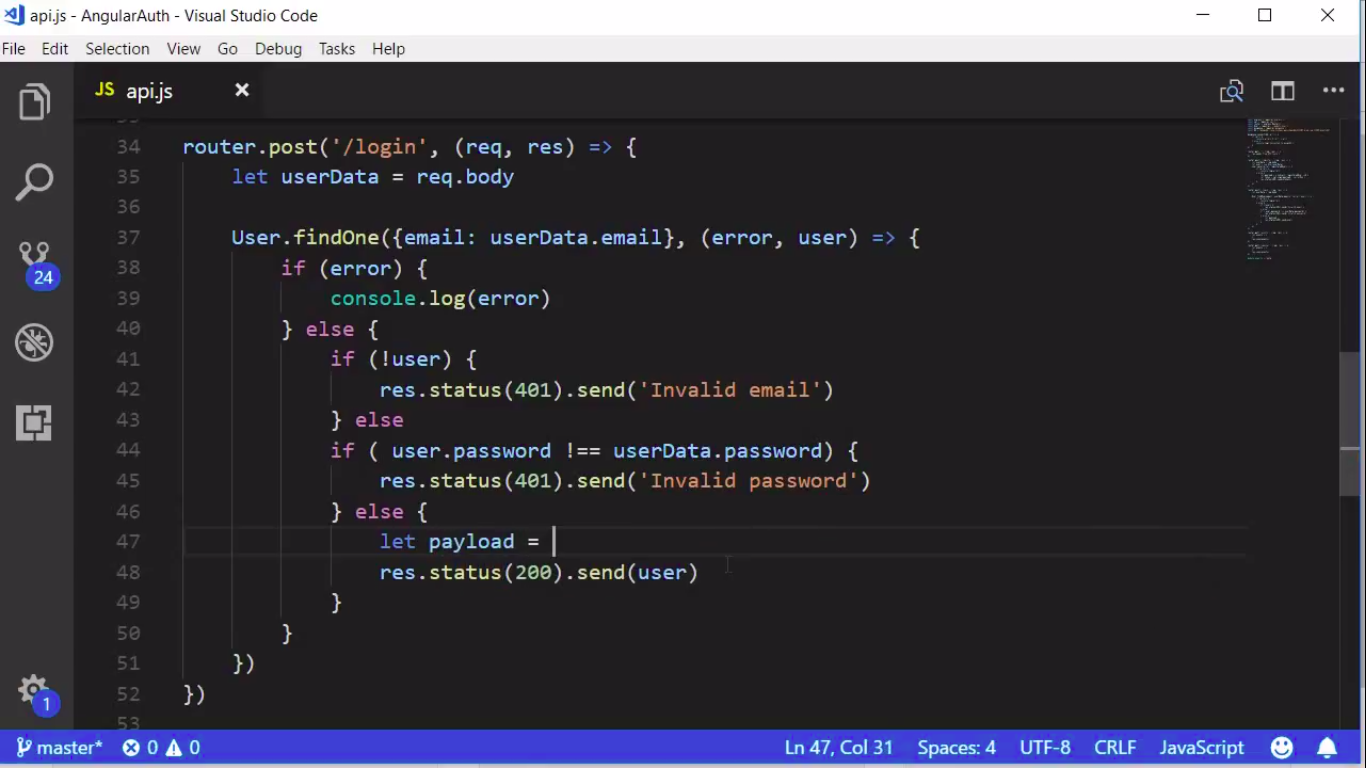 api.js - AngularAuth - Visual Studio Code
File Edit Selection View Go Debug Tasks Help
JS api.js
34 router.post('/login', (req, res) => {
35 let userData = req.body
36
37 User.findOne({email: userData.email}, (error, user) => {
38 if (error) {
39 console.log(error)
40 } else {
41 if (!user) {
42 res.status(401).send('Invalid email')
43 } else
44 if ( user.password !== userData.password) {
45 res.status(401).send('Invalid password')
46 } else {
47 let payload =
48 res.status(200).send(user)
49 }
50 }
51 })
52 })
53
24
1
master* 0 0 Ln 47, Col 31 Spaces: 4 UTF-8 CRLF JavaScript